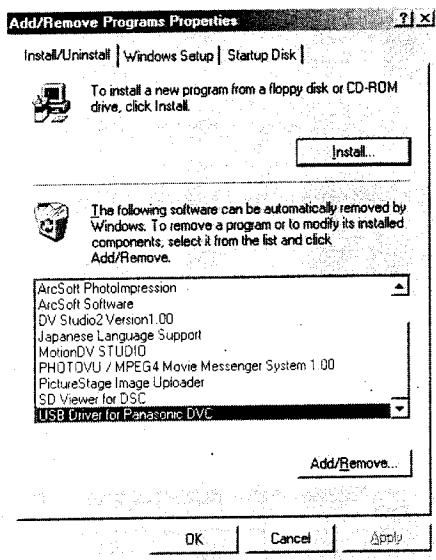 Add/Remove Programs Properties
? ×
Install/Uninstall Windows Setup Startup Disk
To install a new program from a floppy disk or CD-ROM
drive, click Install.
Install...
The following software can be automatically removed by
Windows. To remove a program or to modify its installed
components, select it from the list and click
Add/Remove.
ArcSoft PhotoImpression
ArcSoft Software
DV Studio2 Version1.00
Japanese Language Support
MotionDV STUDIO
PHOTOVU / MPEG4 Movie Messenger System 1.00
PictureStage Image Uploader
SD Viewer for DSC
USB Driver for Panasonic DVC
Add/Remove...
OK Cancel Apply